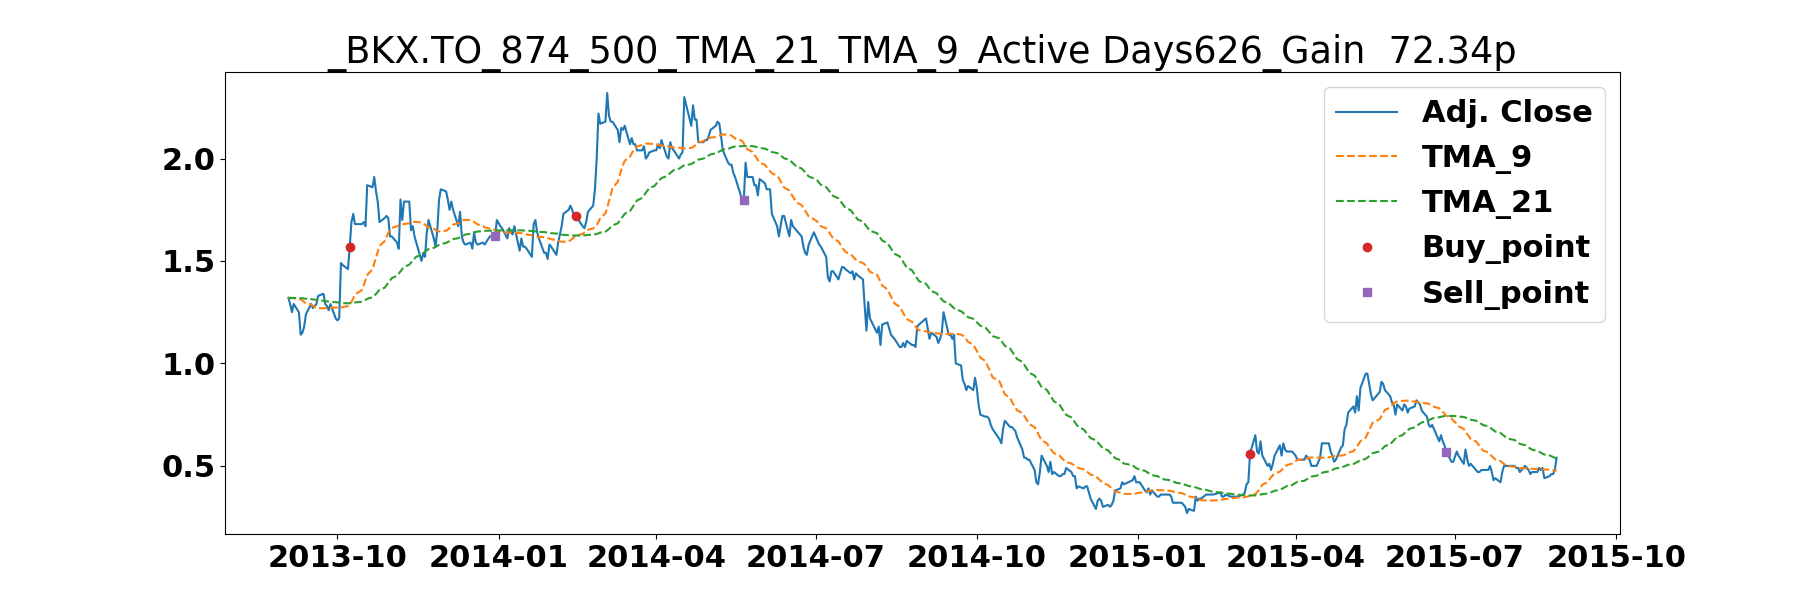 _BKX.TO_874_500_TMA_21_TMA_9_Active Days626_Gain  72.34p
Adj. Close
TMA_9
TMA_21
Buy_point
Sell_point
2.0
1.5
1.0
0.5
2013-10 2014-01 2014-04 2014-07 2014-10 2015-01 2015-04 2015-07 2015-10